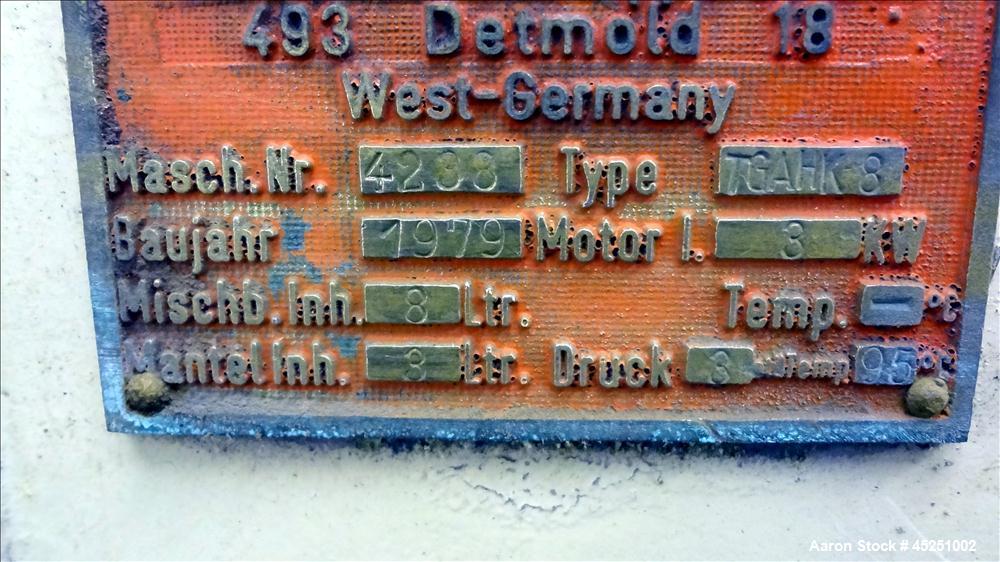 493 Detmold 18
West-Germany
Masch. Nr. 4288 Type TGAHK-8
Baujahr 1979 Motor l. 3 KW
Mischb. Inh. 8 Ltr. Temp. — °C
Mantel Inh. 3 Ltr. Druck 3 Temp 95 °C
Aaron Stock # 45251002